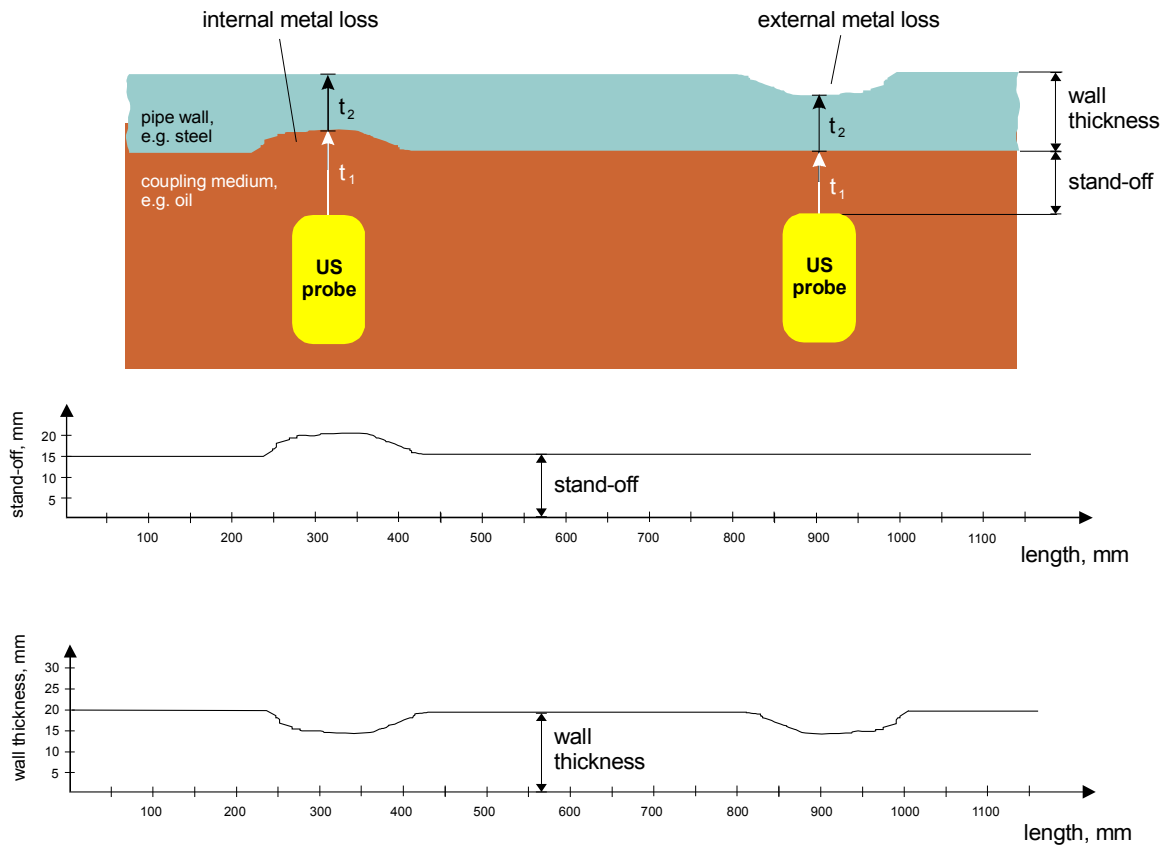 internal metal loss
external metal loss
pipe wall,
e.g. steel
t2
t2
wall
thickness
coupling medium,
e.g. oil
t1
t1
stand-off
US
probe
US
probe
stand-off, mm
20
15
10
5
stand-off
100 200 300 400 500 600 700 800 900 1000 1100
length, mm
wall thickness, mm
30
25
20
15
10
5
wall
thickness
100 200 300 400 500 600 700 800 900 1000 1100
length, mm